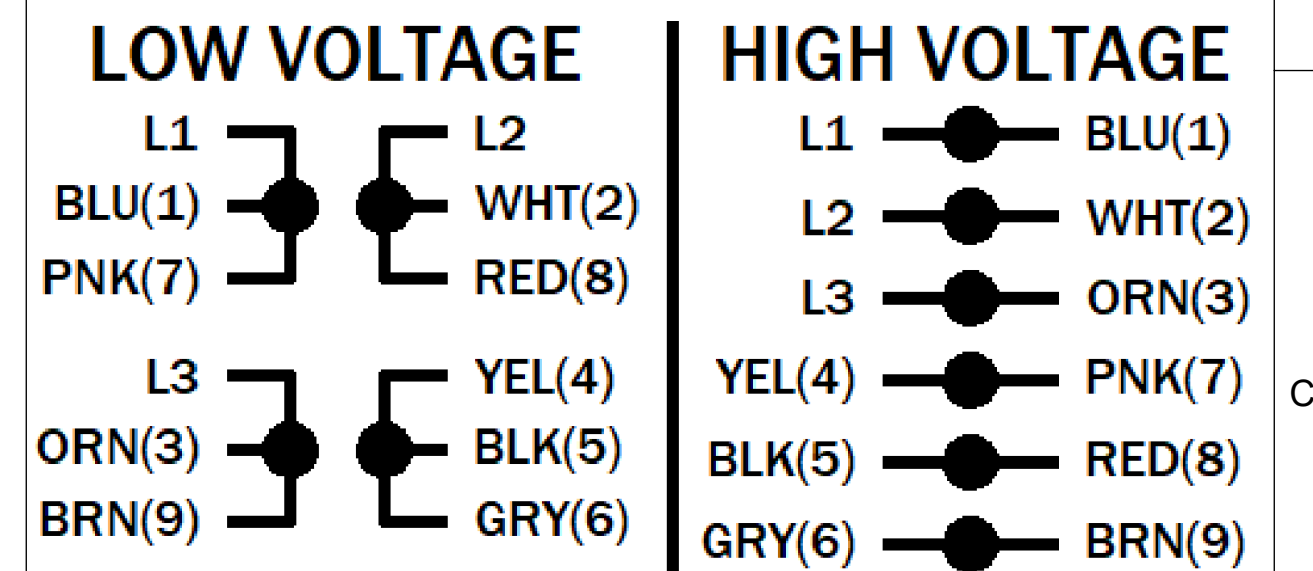 LOW VOLTAGE
L1 L2
BLU(1) WHT(2)
PNK(7) RED(8)
L3 YEL(4)
ORN(3) BLK(5)
BRN(9) GRY(6)
HIGH VOLTAGE
L1 BLU(1)
L2 WHT(2)
L3 ORN(3)
YEL(4) PNK(7)
BLK(5) RED(8)
GRY(6) BRN(9)
C